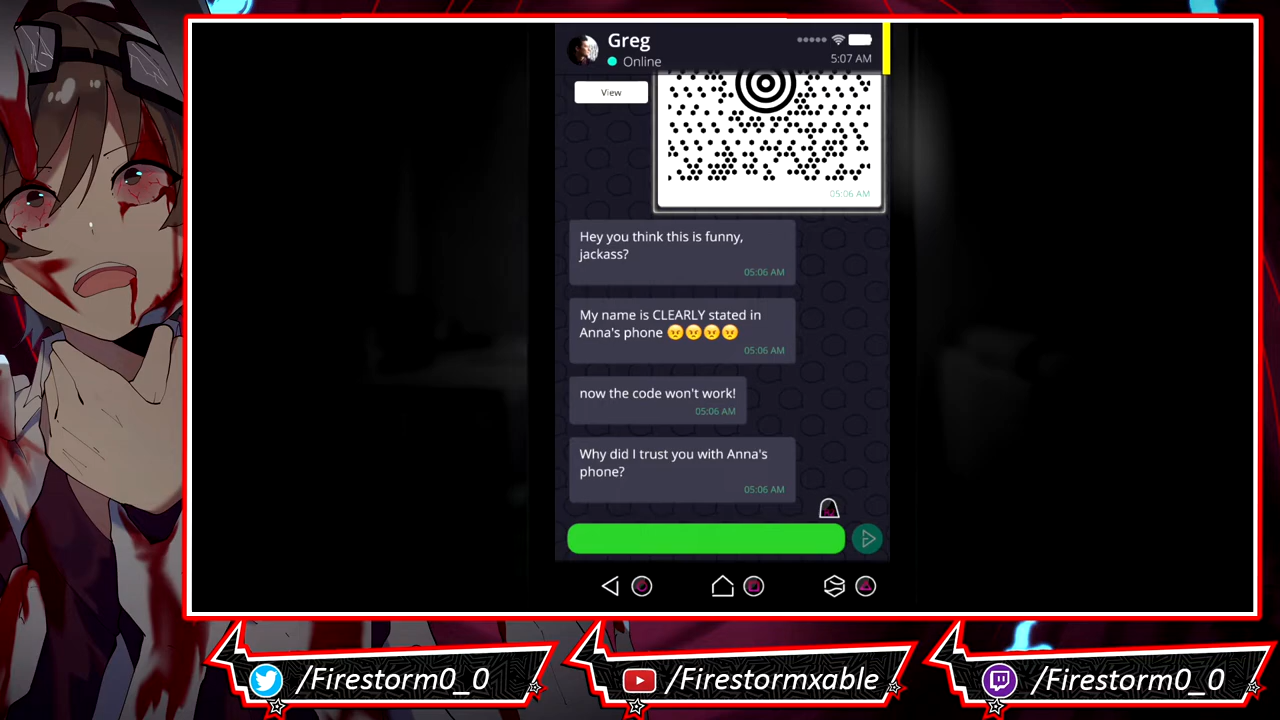 Greg
Online
5:07 AM
View
05:06 AM
Hey you think this is funny,
jackass?
05:06 AM
My name is CLEARLY stated in
Anna's phone 😠😠😠😠
05:06 AM
now the code won't work!
05:06 AM
Why did I trust you with Anna's
phone?
05:06 AM
/Firestorm0_0
/Firestormxable
/Firestorm0_0